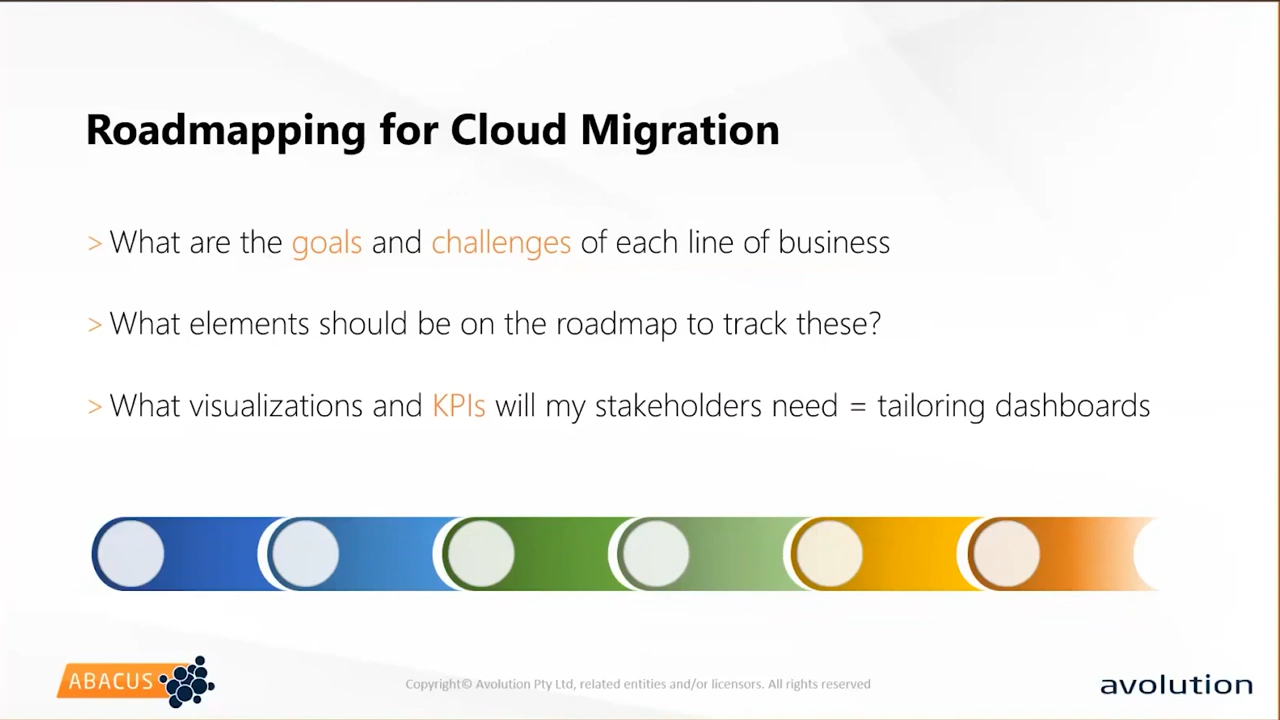 Roadmapping for Cloud Migration
> What are the goals and challenges of each line of business
> What elements should be on the roadmap to track these?
> What visualizations and KPIs will my stakeholders need = tailoring dashboards
ABACUS
Copyright© Avolution Pty Ltd, related entities and/or licensors. All rights reserved
avolution